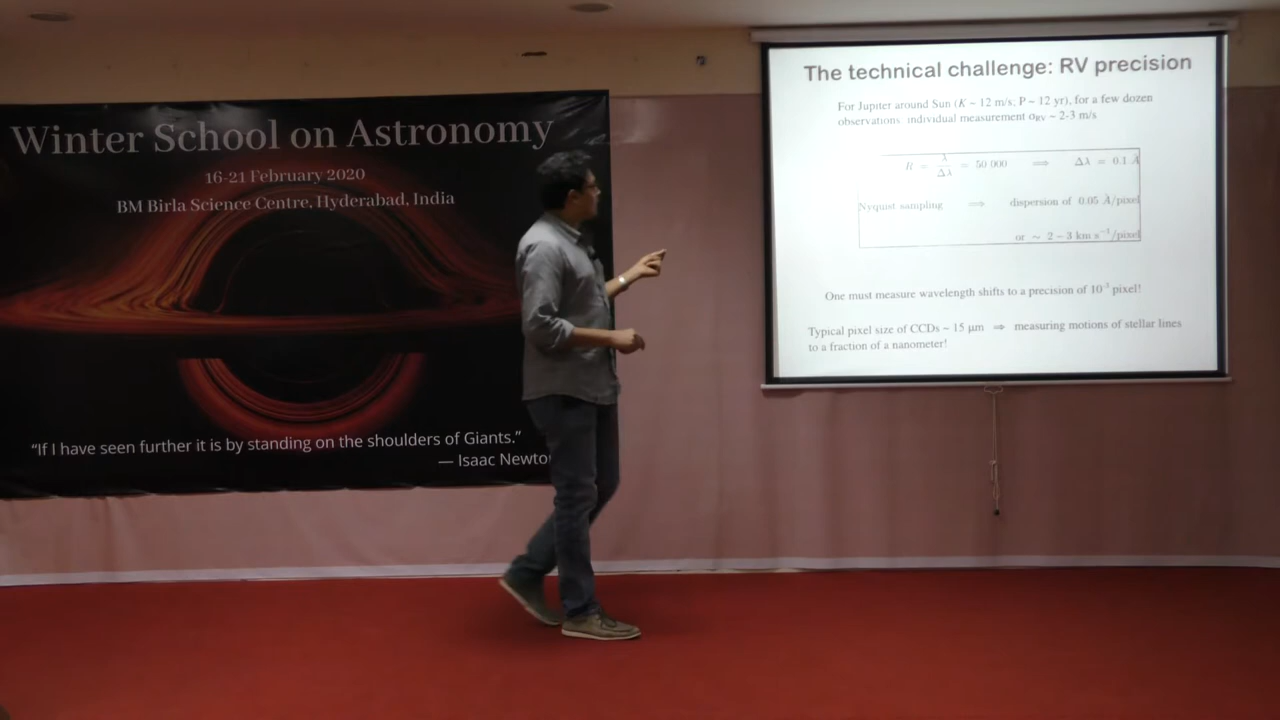 Winter School on Astronomy
16-21 February 2020
BM Birla Science Centre, Hyderabad, India
“If I have seen further it is by standing on the shoulders of Giants.”
— Isaac Newto
The technical challenge: RV precision
For Jupiter around Sun (K ~ 12 m/s; P ~ 12 yr), for a few dozen
observations individual measurement σRV ~ 2-3 m/s
R = λ/Δλ = 50 000 ⟹ Δλ = 0.1 Å
Nyquist sampling ⟹ dispersion of 0.05 Å/pixel
or ~ 2 − 3 km s⁻¹/pixel
One must measure wavelength shifts to a precision of pixel!
Typical pixel size of CCDs ~ 15 μm ⇒ measuring motions of stellar lines
to a fraction of a nanometer!